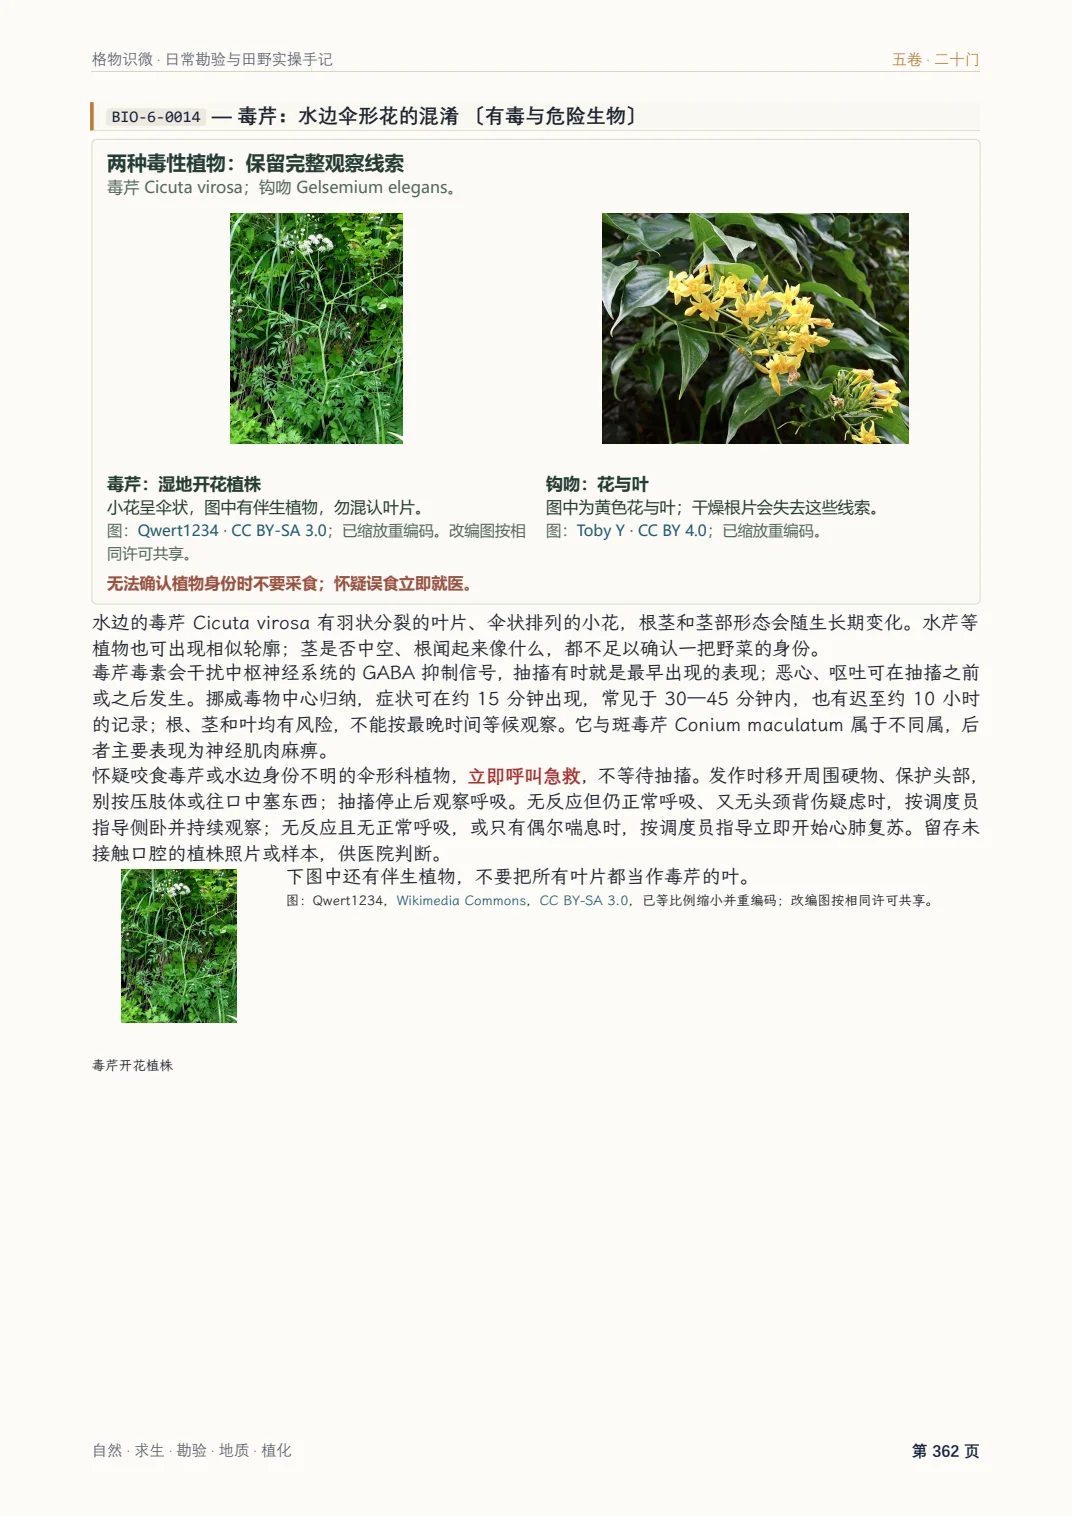 格物识微 · 日常勘验与田野实操手记
五卷 · 二十门
BIO-6-0014 — 毒芹：水边伞形花的混淆 〔有毒与危险生物〕
两种毒性植物：保留完整观察线索
毒芹 Cicuta virosa；钩吻 Gelsemium elegans。
毒芹：湿地开花植株
小花呈伞状，图中有伴生植物，勿混认叶片。
图：Qwert1234 · CC BY-SA 3.0；已缩放重编码。改编图按相
同许可共享。
钩吻：花与叶
图中为黄色花与叶；干燥根片会失去这些线索。
图：Toby Y · CC BY 4.0；已缩放重编码。
无法确认植物身份时不要采食；怀疑误食立即就医。
水边的毒芹 Cicuta virosa 有羽状分裂的叶片、伞状排列的小花，根茎和茎部形态会随生长期变化。水芹等
植物也可出现相似轮廓；茎是否中空、根闻起来像什么，都不足以确认一把野菜的身份。
毒芹毒素会干扰中枢神经系统的 GABA 抑制信号，抽搐有时就是最早出现的表现；恶心、呕吐可在抽搐之前
或之后发生。挪威毒物中心归纳，症状可在约 15 分钟出现，常见于 30—45 分钟内，也有迟至约 10 小时
的记录；根、茎和叶均有风险，不能按最晚时间等候观察。它与斑毒芹 Conium maculatum 属于不同属，后
者主要表现为神经肌肉麻痹。
怀疑咬食毒芹或水边身份不明的伞形科植物，立即呼叫急救，不等待抽搐。发作时移开周围硬物、保护头部，
别按压肢体或往口中塞东西；抽搐停止后观察呼吸。无反应但仍正常呼吸、又无头颈背伤疑虑时，按调度员
指导侧卧并持续观察；无反应且无正常呼吸，或只有偶尔喘息时，按调度员指导立即开始心肺复苏。留存未
接触口腔的植株照片或样本，供医院判断。
下图中还有伴生植物，不要把所有叶片都当作毒芹的叶。
图：Qwert1234，Wikimedia Commons，CC BY-SA 3.0，已等比例缩小并重编码；改编图按相同许可共享。
毒芹开花植株
自然 · 求生 · 勘验 · 地质 · 植化
第 362 页